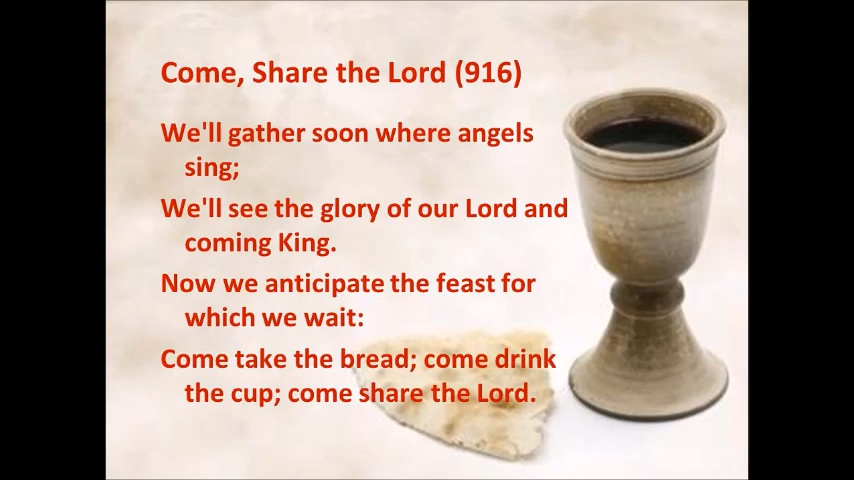 Come, Share the Lord (916)
We'll gather soon where angels
sing;
We'll see the glory of our Lord and
coming King.
Now we anticipate the feast for
which we wait:
Come take the bread; come drink
the cup; come share the Lord.